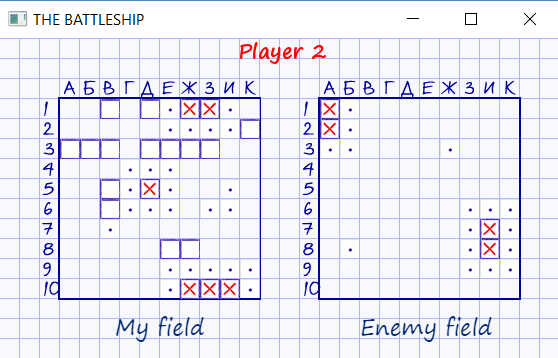 THE BATTLESHIP
Player 2
А Б В Г Д Е Ж З И К А Б В Г Д Е Ж З И К
1 1
2 2
3 3
4 4
5 5
6 6
7 7
8 8
9 9
10 10
My field Enemy field